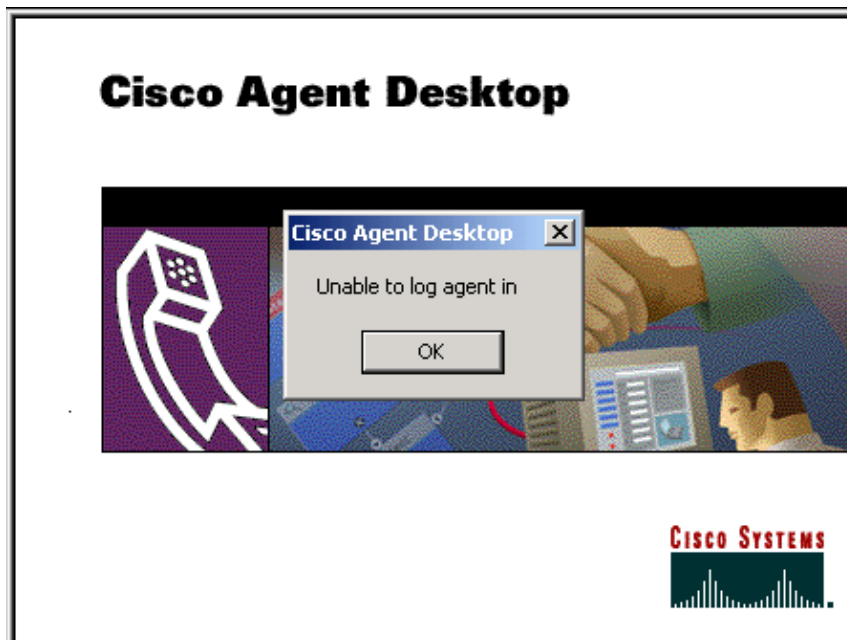 Cisco Agent Desktop
Cisco Agent Desktop
Unable to log agent in
OK
CISCO SYSTEMS